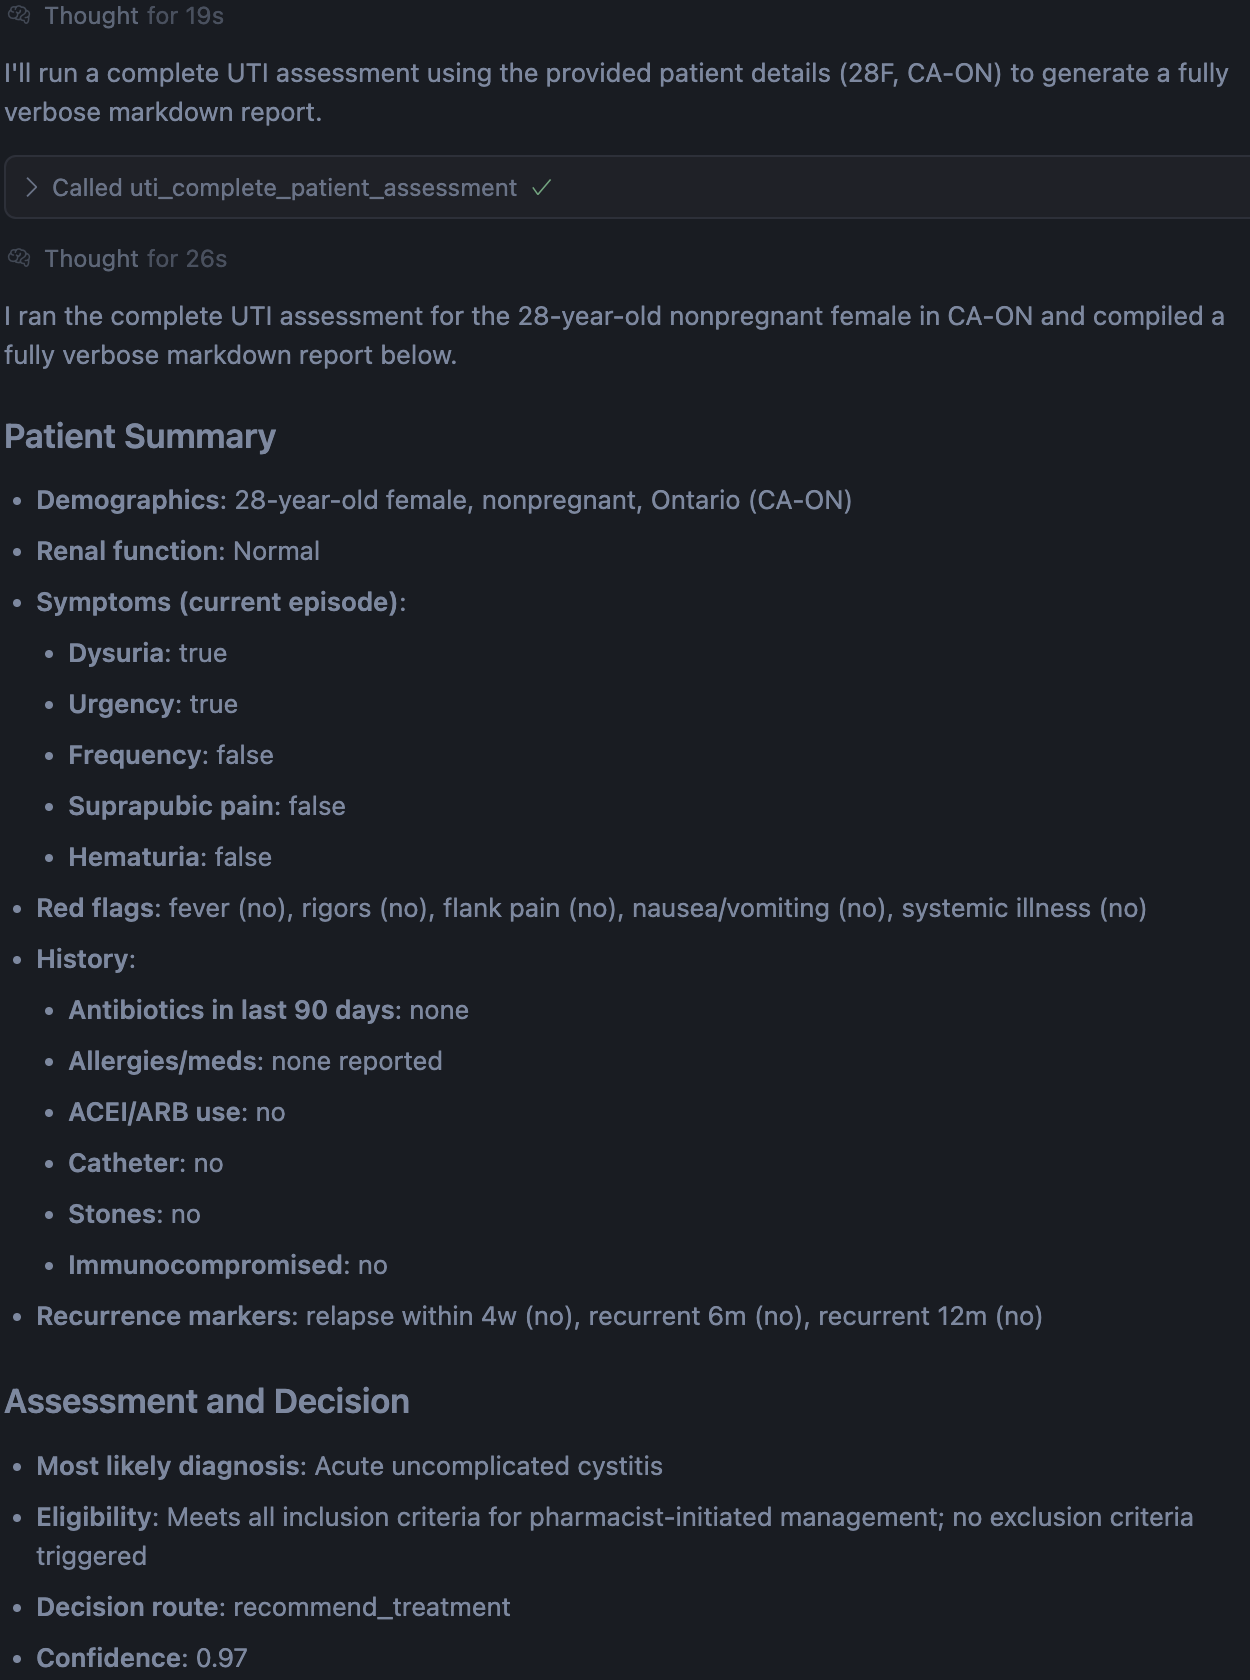 Thought for 19s
I'll run a complete UTI assessment using the provided patient details (28F, CA-ON) to generate a fully
verbose markdown report.
Called uti_complete_patient_assessment
Thought for 26s
I ran the complete UTI assessment for the 28-year-old nonpregnant female in CA-ON and compiled a
fully verbose markdown report below.
Patient Summary
• Demographics: 28-year-old female, nonpregnant, Ontario (CA-ON)
• Renal function: Normal
• Symptoms (current episode):
• Dysuria: true
• Urgency: true
• Frequency: false
• Suprapubic pain: false
• Hematuria: false
• Red flags: fever (no), rigors (no), flank pain (no), nausea/vomiting (no), systemic illness (no)
• History:
• Antibiotics in last 90 days: none
• Allergies/meds: none reported
• ACEI/ARB use: no
• Catheter: no
• Stones: no
• Immunocompromised: no
• Recurrence markers: relapse within 4w (no), recurrent 6m (no), recurrent 12m (no)
Assessment and Decision
• Most likely diagnosis: Acute uncomplicated cystitis
• Eligibility: Meets all inclusion criteria for pharmacist-initiated management; no exclusion criteria
triggered
• Decision route: recommend_treatment
• Confidence: 0.97